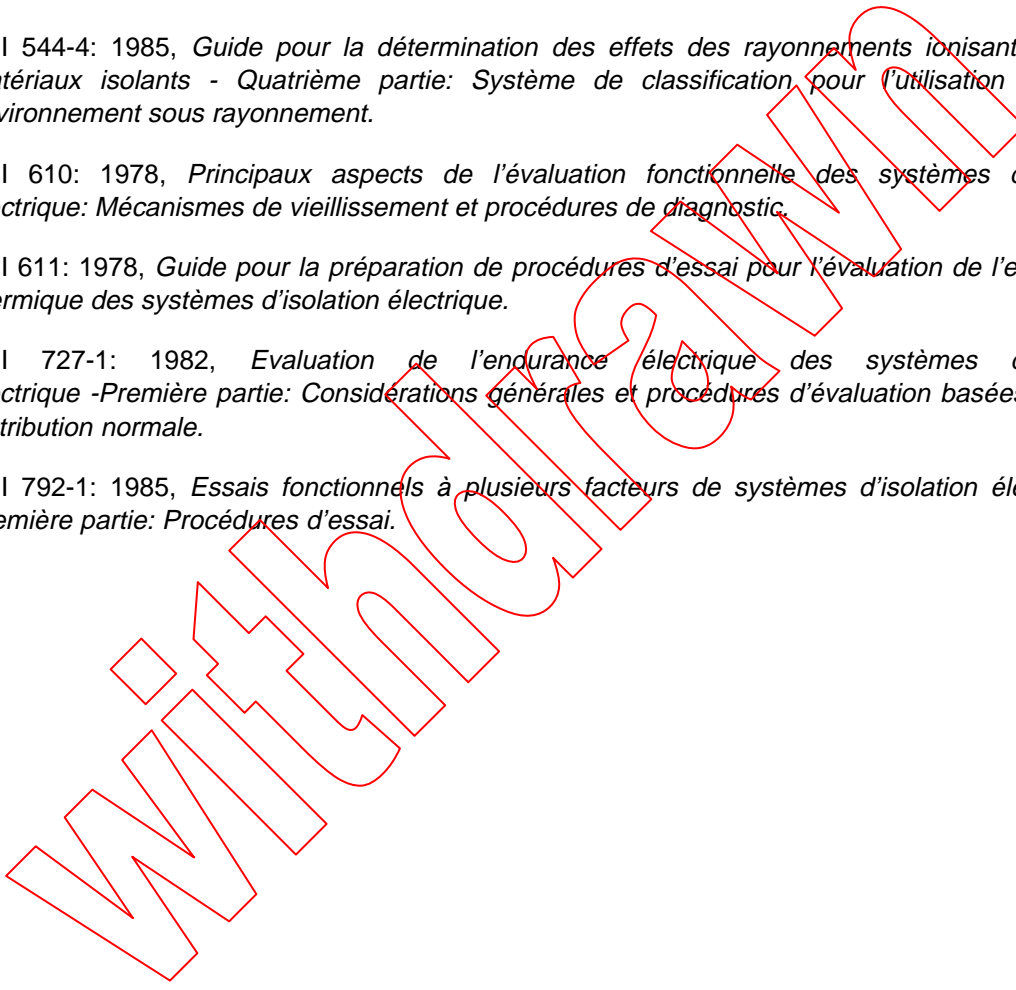 I 544-4: 1985, Guide pour la détermination des effets des rayonnements ionisant
tériaux isolants - Quatrième partie: Système de classification pour l'utilisation
vironnement sous rayonnement.
I 610: 1978, Principaux aspects de l'évaluation fonctionnelle des systèmes
ctrique: Mécanismes de vieillissement et procédures de diagnostic.
I 611: 1978, Guide pour la préparation de procédures d'essai pour l'évaluation de l'e
ermique des systèmes d'isolation électrique.
I 727-1: 1982, Evaluation de l'endurance électrique des systèmes
ctrique -Première partie: Considérations générales et procédures d'évaluation basées
tribution normale.
I 792-1: 1985, Essais fonctionnels à plusieurs facteurs de systèmes d'isolation éle
emière partie: Procédures d'essai.
withdrawn